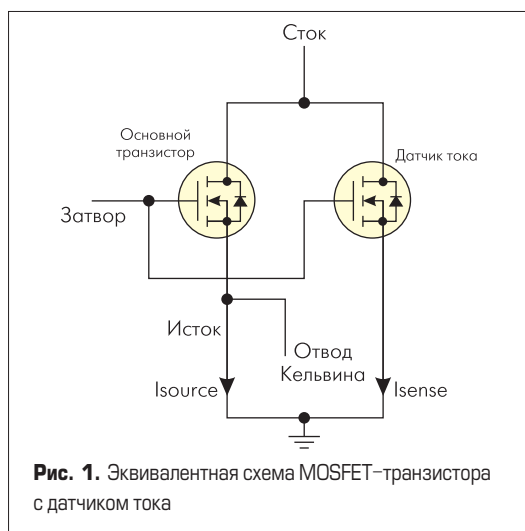 Сток
Основной
транзистор
Датчик тока
Затвор
Исток
Отвод
Кельвина
Isource
Isense
Рис. 1. Эквивалентная схема MOSFET-транзистора
с датчиком тока